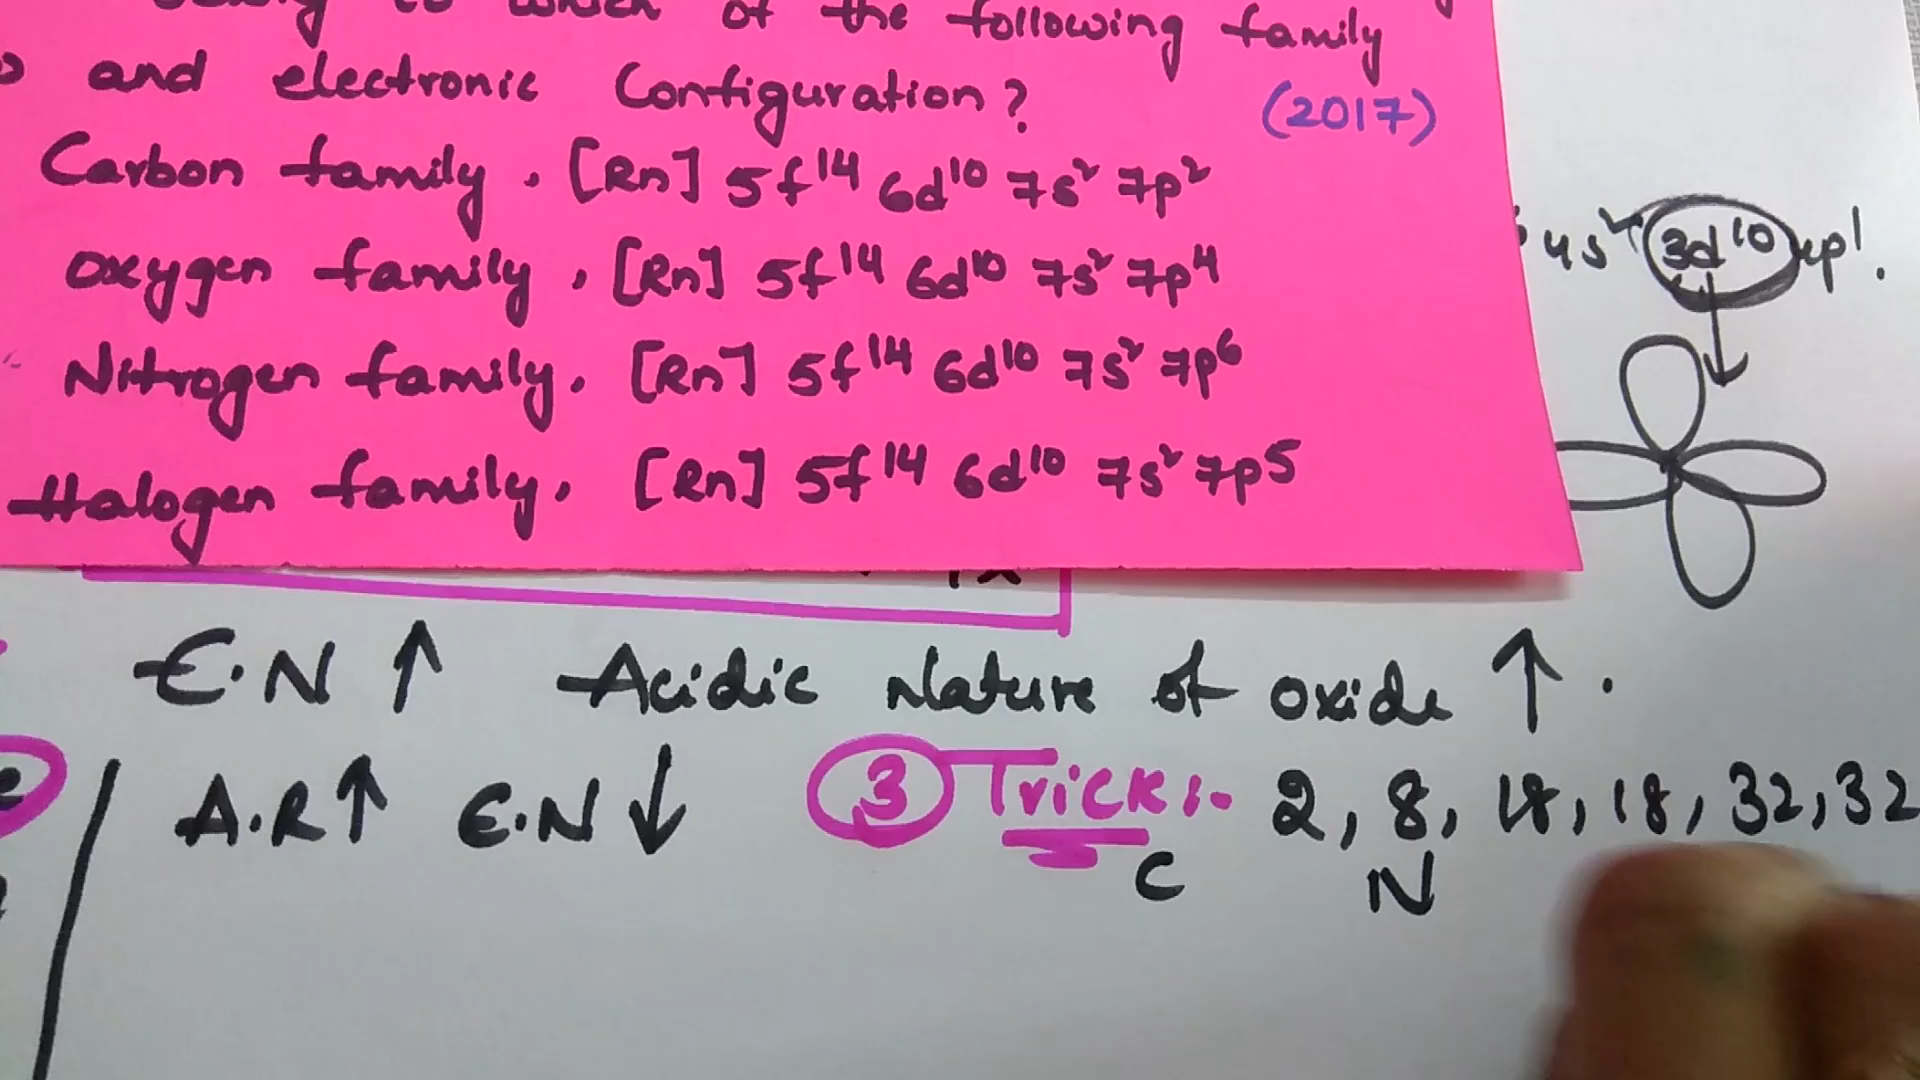 to which of the following family
and electronic Configuration?
(2017)
Carbon family. [Rn] 5f¹⁴ 6d¹⁰ 7s² 7p²
Oxygen family, [Rn] 5f¹⁴ 6d¹⁰ 7s² 7p⁴
Nitrogen family. [Rn] 5f¹⁴ 6d¹⁰ 7s² 7p⁶
Halogen family, [Rn] 5f¹⁴ 6d¹⁰ 7s² 7p⁵
4s² 3d¹⁰ 4p¹.
E.N ↑ Acidic Nature of oxide ↑.
A.R ↑ E.N ↓
3 Trick:- 2, 8, 18, 18, 32, 32
C N